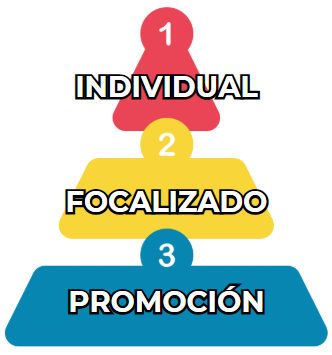 1
INDIVIDUAL
2
FOCALIZADO
3
PROMOCIÓN